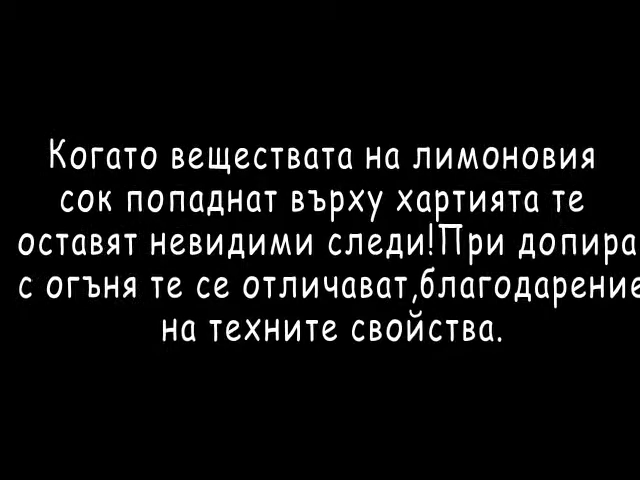 Когато веществата на лимоновия
сок попаднат върху хартията те
оставят невидими следи!При допира
с огъня те се отличават,благодарение
на техните свойства.